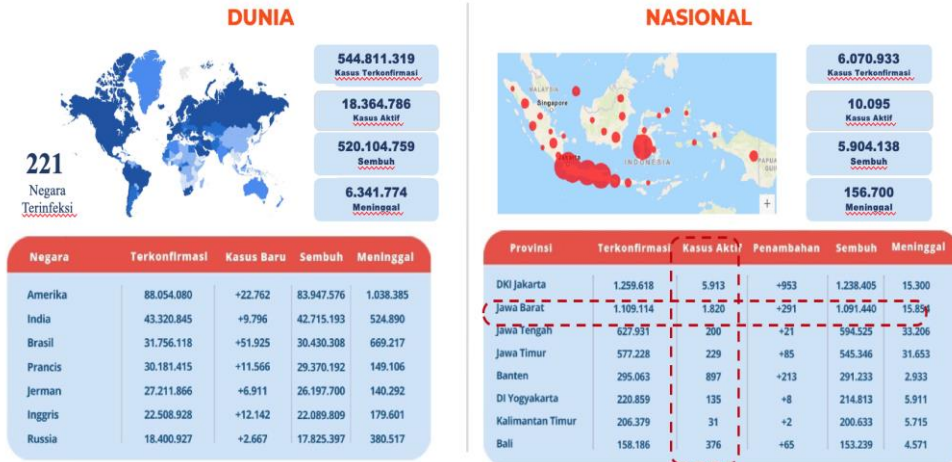 DUNIA
544.811.319
Kasus Terkonfirmasi
18.364.786
Kasus Aktif
520.104.759
Sembuh
6.341.774
Meninggal
221
Negara
Terinfeksi
Negara Terkonfirmasi Kasus Baru Sembuh Meninggal
Amerika 88.054.080 +22.762 83.947.576 1.038.385
India 43.320.845 +9.796 42.715.193 524.890
Brasil 31.756.118 +51.925 30.430.308 669.217
Prancis 30.181.415 +11.566 29.370.192 149.106
Jerman 27.211.866 +6.911 26.197.700 140.292
Inggris 22.508.928 +12.142 22.089.809 179.601
Russia 18.400.927 +2.667 17.825.397 380.517
NASIONAL
MALAYSIA
Singapore
INDONESIA
+
6.070.933
Kasus Terkonfirmasi
10.095
Kasus Aktif
5.904.138
Sembuh
156.700
Meninggal
Provinsi Terkonfirmasi Kasus Aktif Penambahan Sembuh Meninggal
DKI Jakarta 1.259.618 5.913 +953 1.238.405 15.300
Jawa Barat 1.109.114 1.820 +291 1.091.440
Jawa Tengah 627.931 200 +21 594.525 33.206
Jawa Timur 577.228 229 +85 545.346 31.653
Banten 295.063 897 +213 291.233 2.933
DI Yogyakarta 220.859 135 +8 214.813 5.911
Kalimantan Timur 206.379 31 +2 200.633 5.715
Bali 158.186 376 +65 153.239 4.571